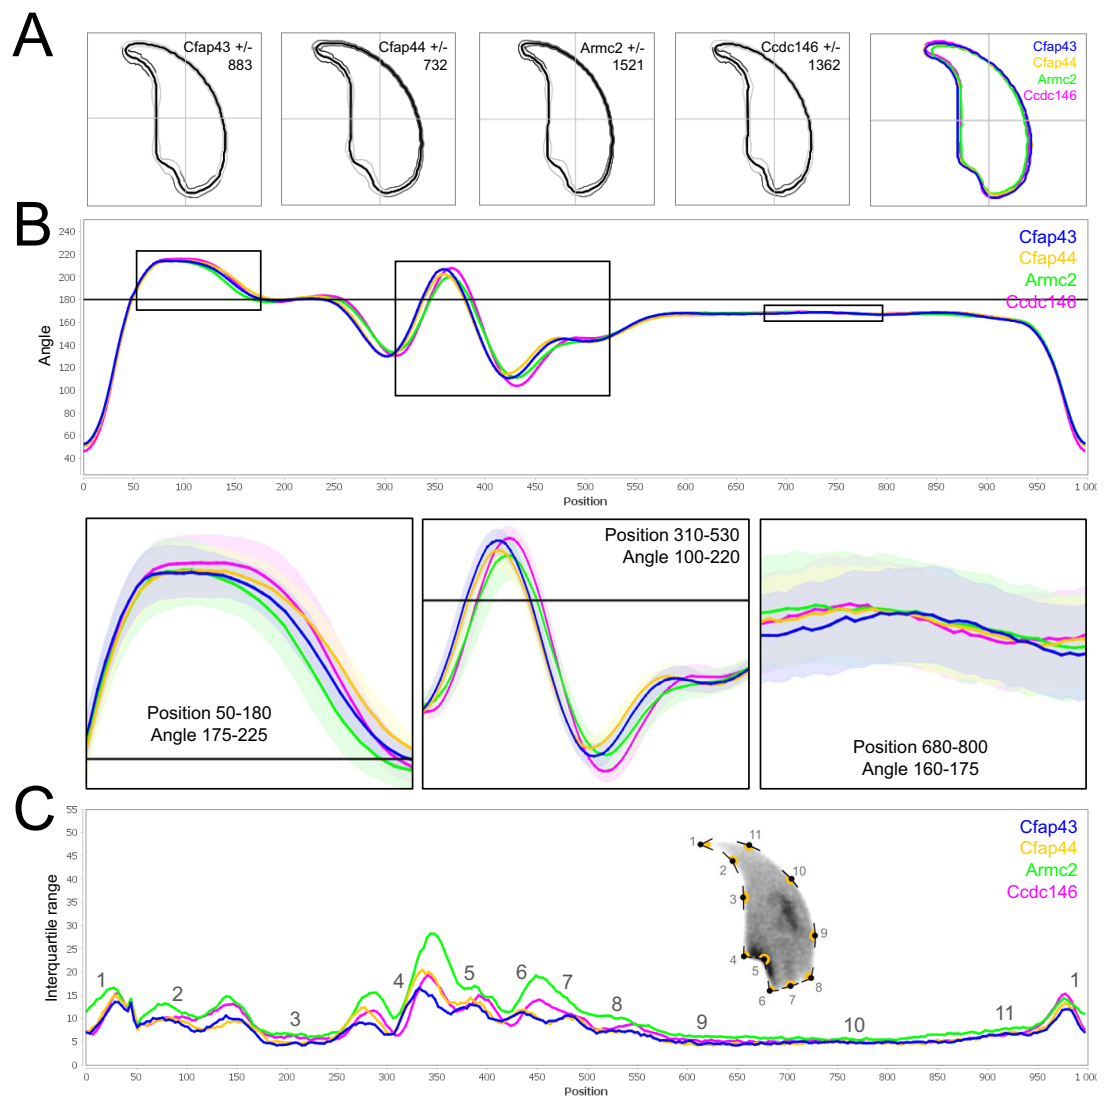 A
Cfap43 +/-
883
Cfap44 +/-
732
Armc2 +/-
1521
Ccdc146 +/-
1362
Cfap43
Cfap44
Armc2
Ccdc146
B
240
220
200
180
160
140
120
100
80
60
40
Angle
Cfap43
Cfap44
Armc2
Ccdc146
0 50 100 150 200 250 300 350 400 450 500 550 600 650 700 750 800 850 900 950 1 000
Position
Position 50-180
Angle 175-225
Position 310-530
Angle 100-220
Position 680-800
Angle 160-175
C
55
50
45
40
35
30
25
20
15
10
5
0
Interquartile range
Cfap43
Cfap44
Armc2
Ccdc146
1
11
2
10
3
9
4
5
8
6
7
1
2
3
4
5
6
7
8
9
10
11
1
0 50 100 150 200 250 300 350 400 450 500 550 600 650 700 750 800 850 900 950 1 000
Position